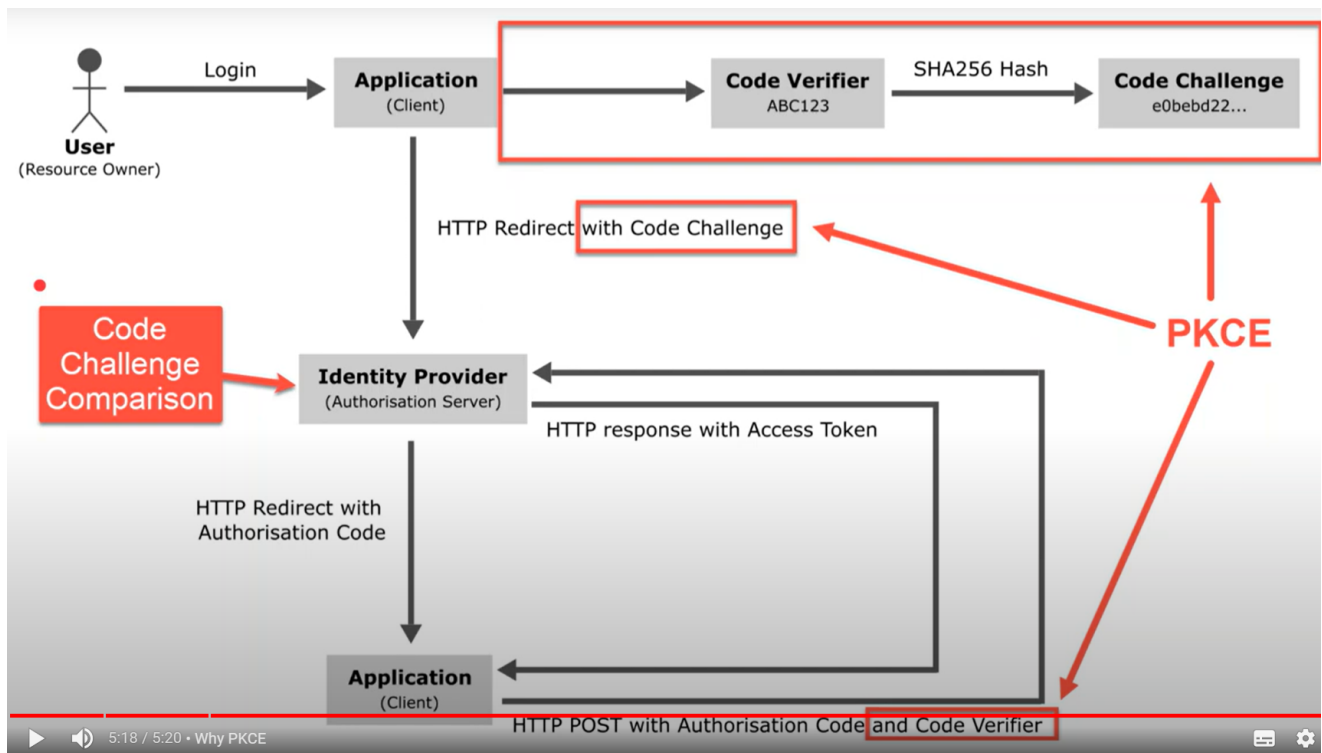 Login
Application
(Client)
Code Verifier
ABC123
SHA256 Hash
Code Challenge
e0bebd22...
User
(Resource Owner)
HTTP Redirect with Code Challenge
PKCE
Code
Challenge
Comparison
Identity Provider
(Authorisation Server)
HTTP response with Access Token
HTTP Redirect with
Authorisation Code
Application
(Client)
HTTP POST with Authorisation Code and Code Verifier
5:18 / 5:20 • Why PKCE